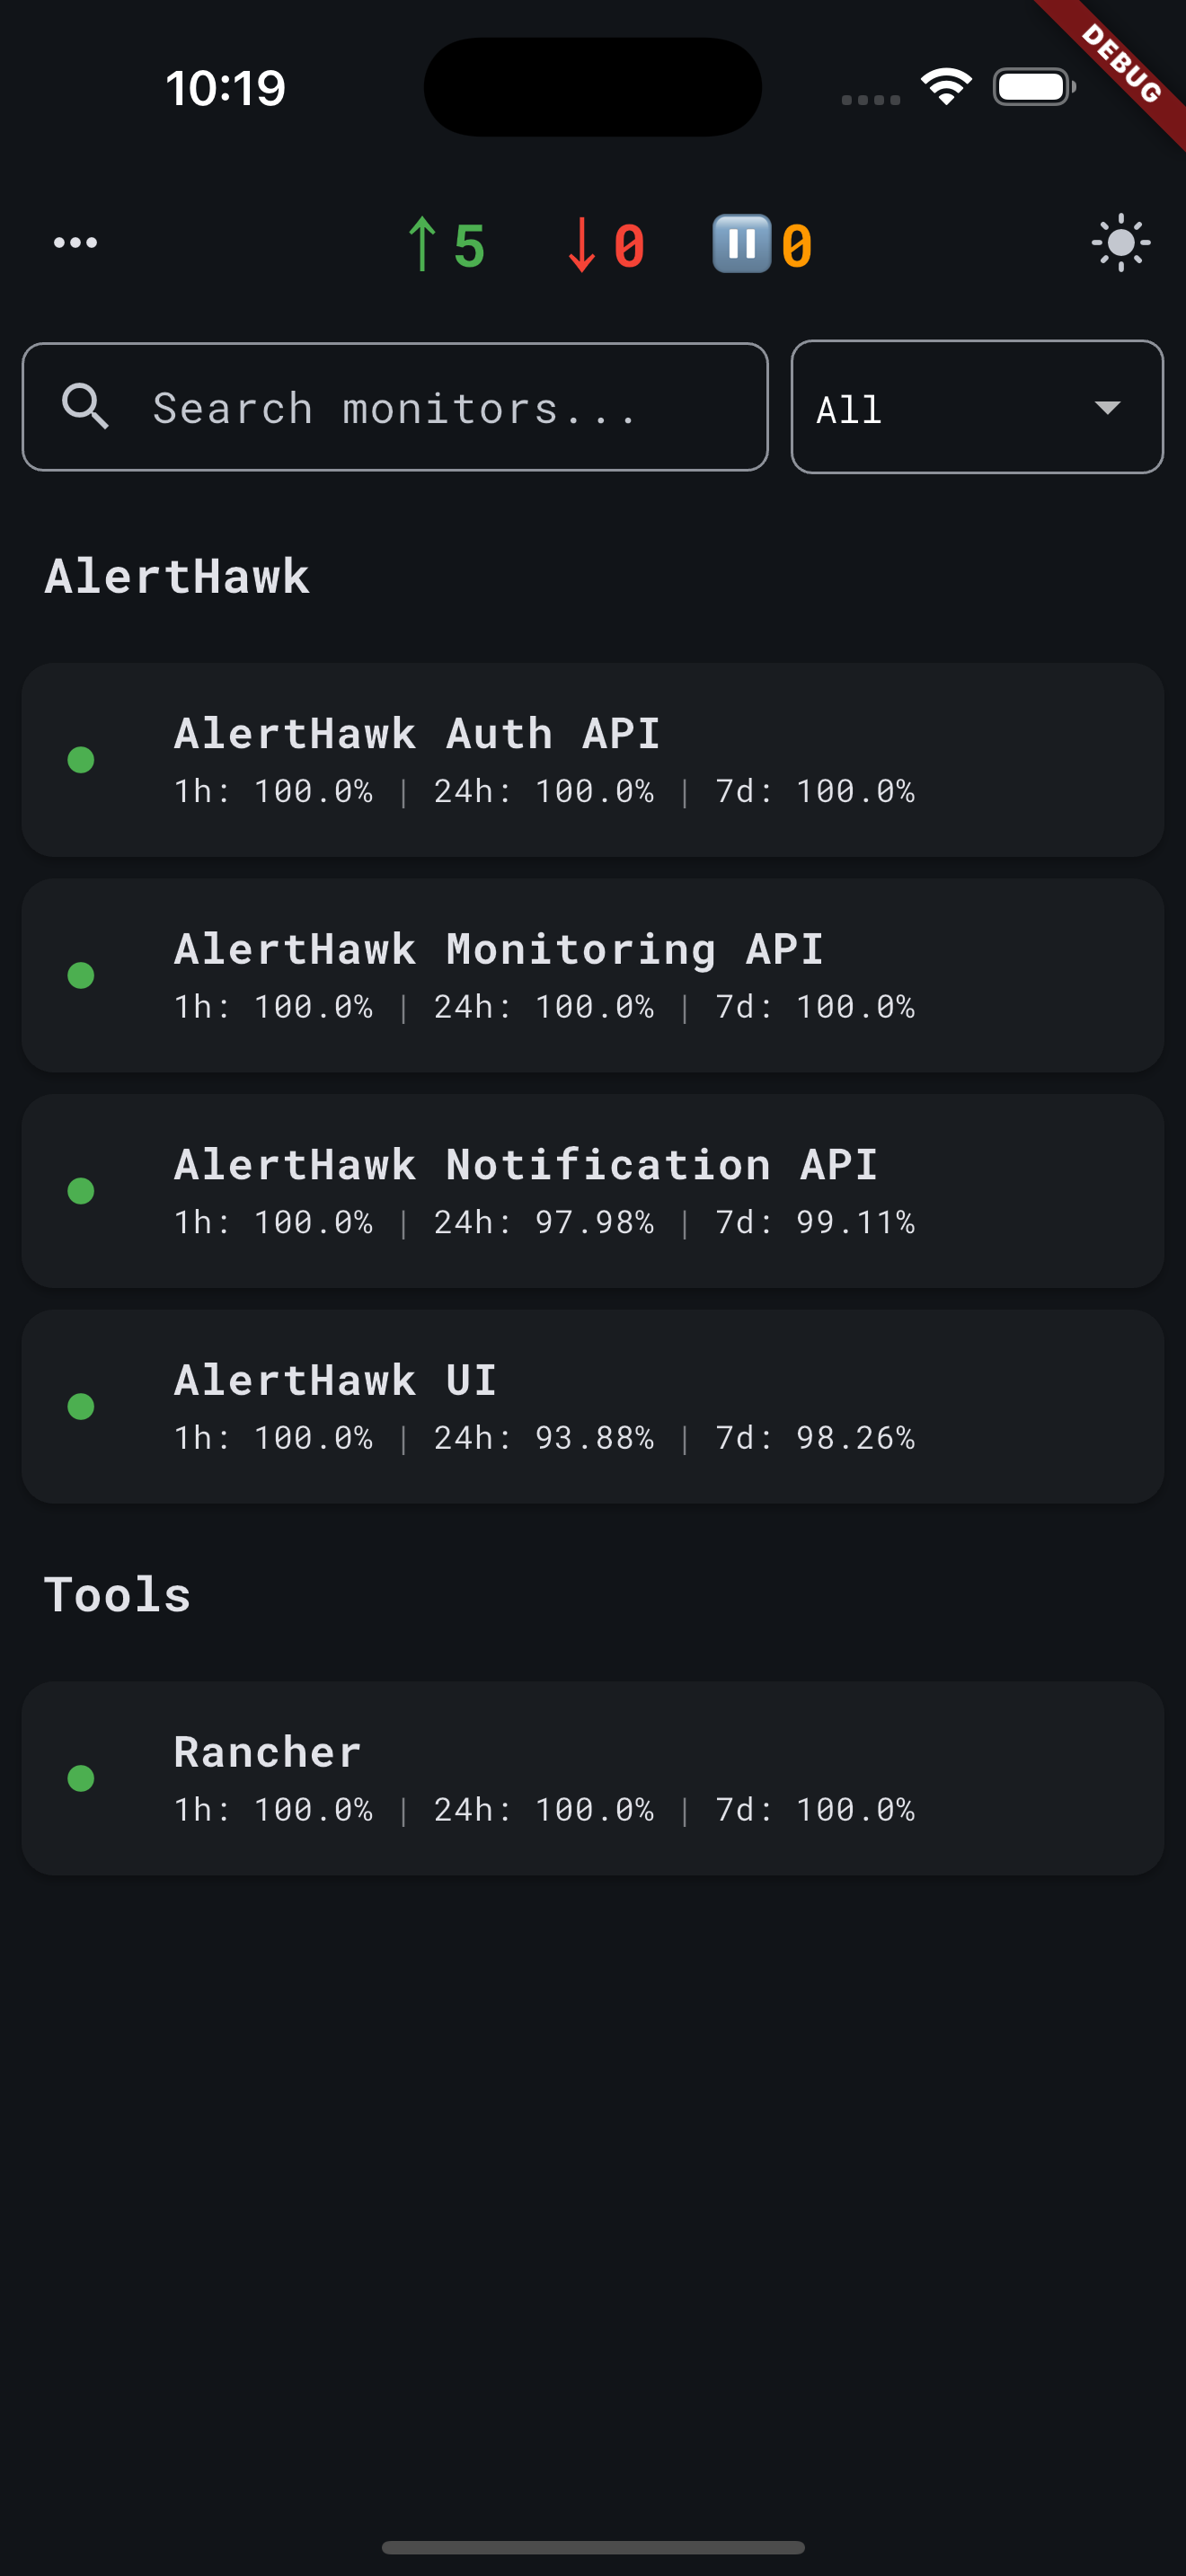 10:19
DEBUG
↑5 ↓0 ⏸0
Search monitors...
All
AlertHawk
AlertHawk Auth API
1h: 100.0% | 24h: 100.0% | 7d: 100.0%
AlertHawk Monitoring API
1h: 100.0% | 24h: 100.0% | 7d: 100.0%
AlertHawk Notification API
1h: 100.0% | 24h: 97.98% | 7d: 99.11%
AlertHawk UI
1h: 100.0% | 24h: 93.88% | 7d: 98.26%
Tools
Rancher
1h: 100.0% | 24h: 100.0% | 7d: 100.0%